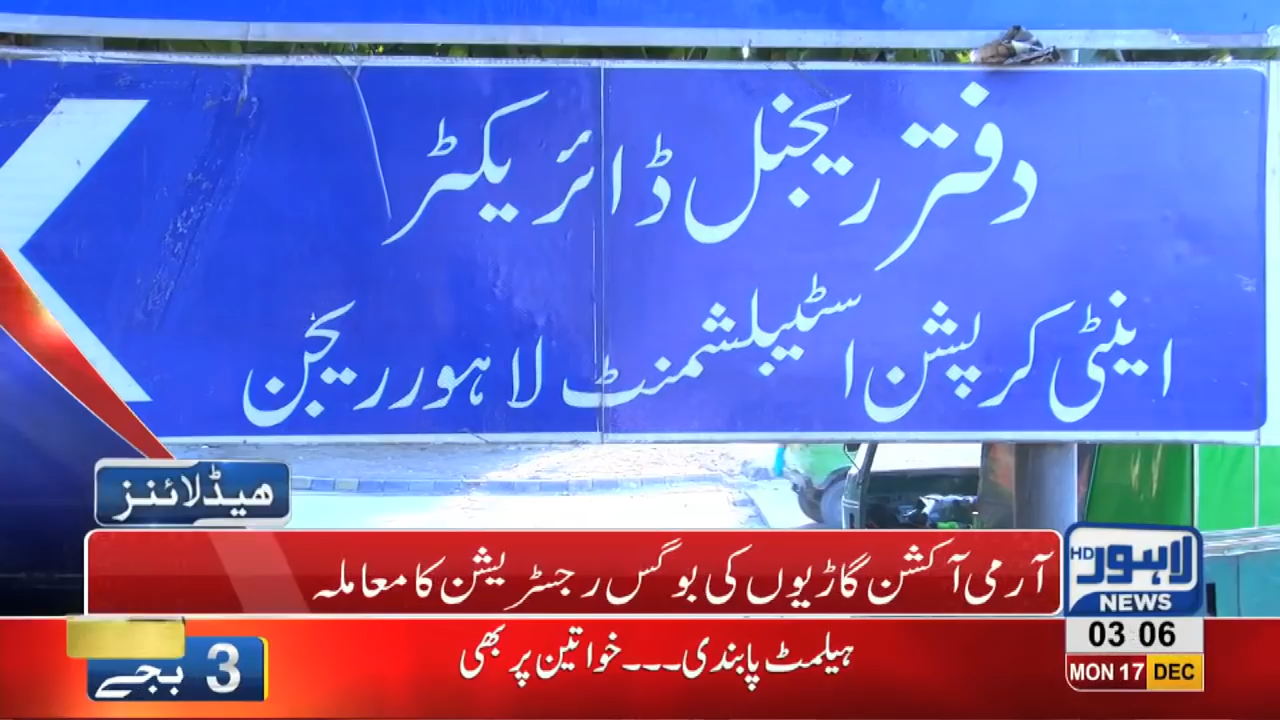 دفتر ریجنل ڈائریکٹر
اینٹی کرپشن اسٹیبلشمنٹ لاہور ریجن
ھیڈلائنز
آرمی آکشن گاڑیوں کی بوگس رجسٹریشن کا معاملہ
HD لاہور
NEWS
03 06
MON 17 DEC
ہیلمٹ پابندی ۔۔۔ خواتین پر بھی
3 بجے